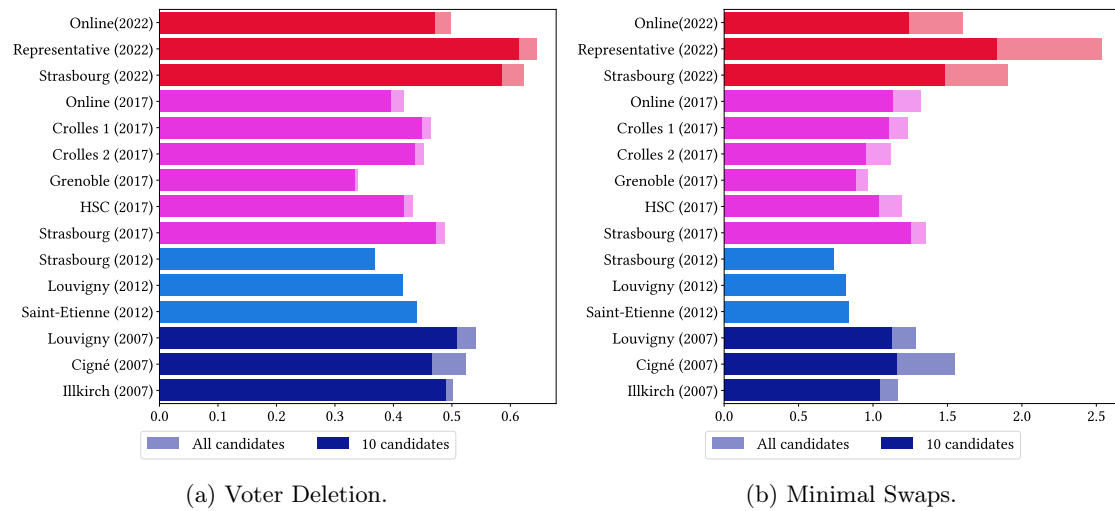 Online(2022)
Representative (2022)
Strasbourg (2022)
Online (2017)
Crolles 1 (2017)
Crolles 2 (2017)
Grenoble (2017)
HSC (2017)
Strasbourg (2017)
Strasbourg (2012)
Louvigny (2012)
Saint-Etienne (2012)
Louvigny (2007)
Cigné (2007)
Illkirch (2007)
0.0 0.1 0.2 0.3 0.4 0.5 0.6
All candidates 10 candidates
(a) Voter Deletion.
Online (2022)
Representative (2022)
Strasbourg (2022)
Online (2017)
Crolles 1 (2017)
Crolles 2 (2017)
Grenoble (2017)
HSC (2017)
Strasbourg (2017)
Strasbourg (2012)
Louvigny (2012)
Saint-Etienne (2012)
Louvigny (2007)
Cigné (2007)
Illkirch (2007)
0.0 0.5 1.0 1.5 2.0 2.5
All candidates 10 candidates
(b) Minimal Swaps.